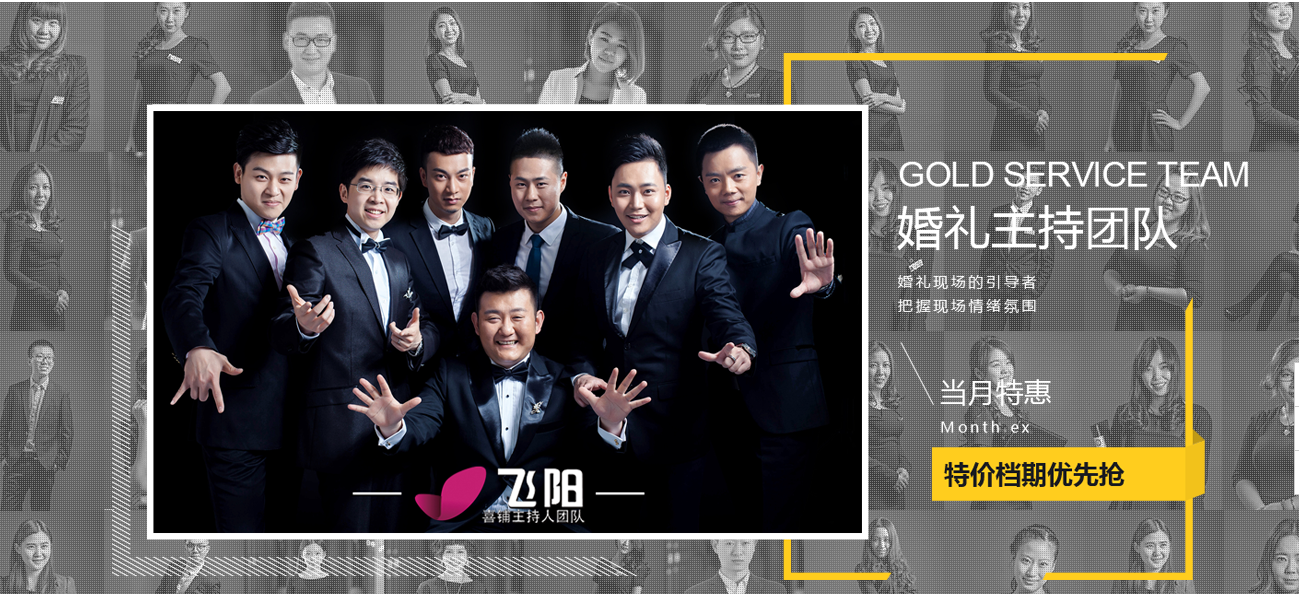 GOLD SERVICE TEAM
婚礼主持团队
婚礼现场的引导者
把握现场情绪氛围
当月特惠
Month.ex
特价档期优先抢
飞阳
喜铺主持人团队